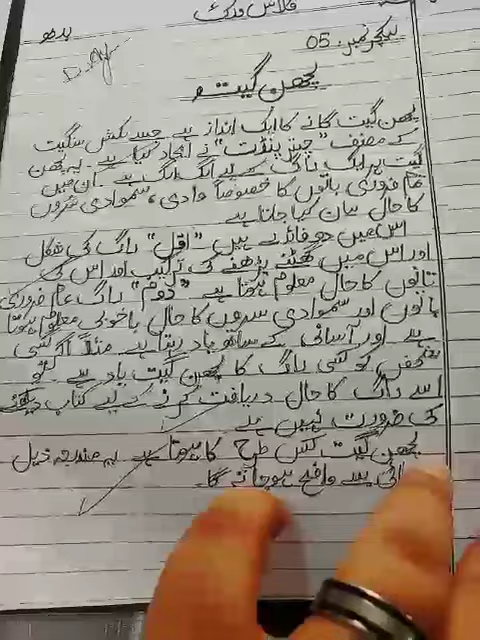 کلاس ورک
بدھ
لیکچر نمبر: 05
لچھن گیت
لچھن گیت گانے کا ایک انداز ہے جسے لکش سنگیت
کے مصنف "چتر پنڈت" نے ایجاد کیا ہے۔ یہ لچھن
گیت ہر ایک راگ کے لیے الگ الگ ہے۔ ان میں
عام ضروری باتوں کا خصوصاً وادی، سموادی سروں
کا حال بیان کیا جاتا ہے
اس میں دو فائدے ہیں "اول" راگ کی شکل
اور اس میں گھٹنے بڑھنے کی ترکیب اور اس کی
تانوں کا حال معلوم ہوتا ہے "دوم" راگ عام ضروری
باتوں اور سموادی سروں کا حال باخوبی معلوم ہوتا
ہے اور آسانی کے ساتھ یاد رہتا ہے مثلاً اگر کسی
شخص کو کسی راگ کا لچھن گیت یاد ہے تو
اسے راگ کا حال دریافت کرنے کے لیے کتاب دیکھنے
کی ضرورت نہیں ہے
لچھن گیت کس طرح کا ہوتا ہے یہ مندرجہ ذیل
سے واضح ہو جائے گا۔